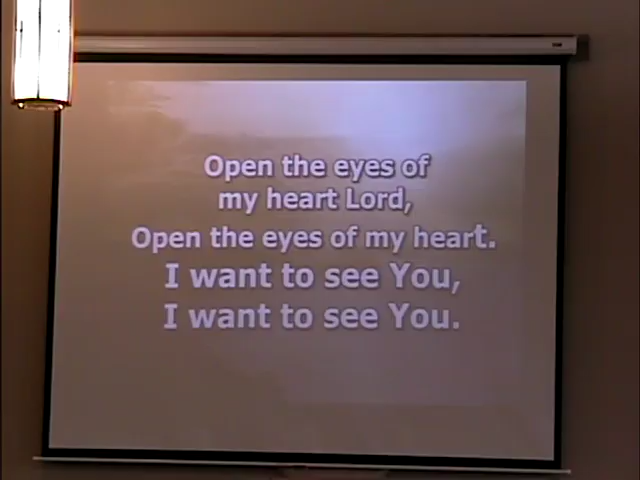 Open the eyes of
my heart Lord,
Open the eyes of my heart.
I want to see You,
I want to see You.